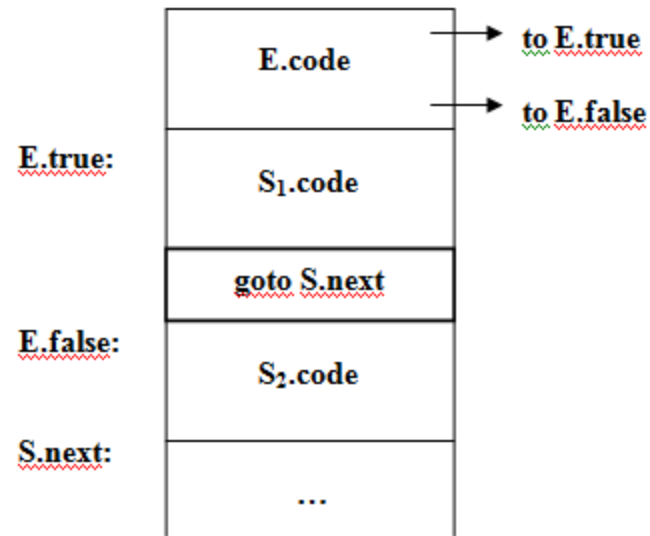 E.code
to E.true
to E.false
E.true:
S₁.code
goto S.next
E.false:
S₂.code
S.next:
...